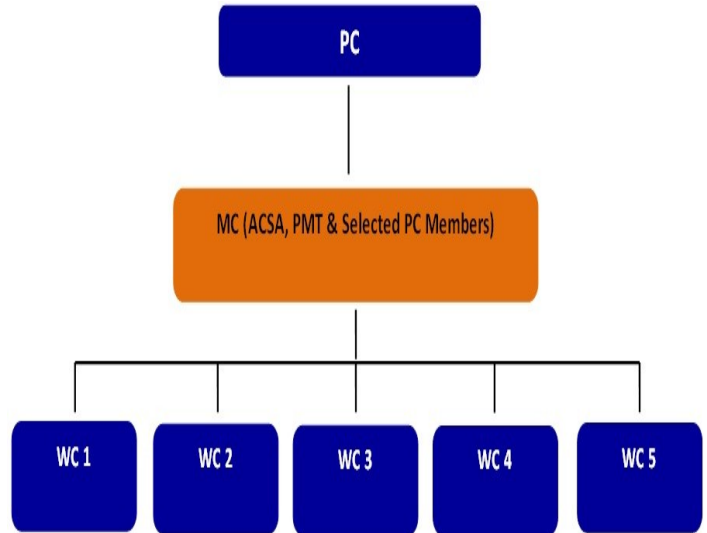 PC
MC (ACSA, PMT & Selected PC Members)
WC 1
WC 2
WC 3
WC 4
WC 5